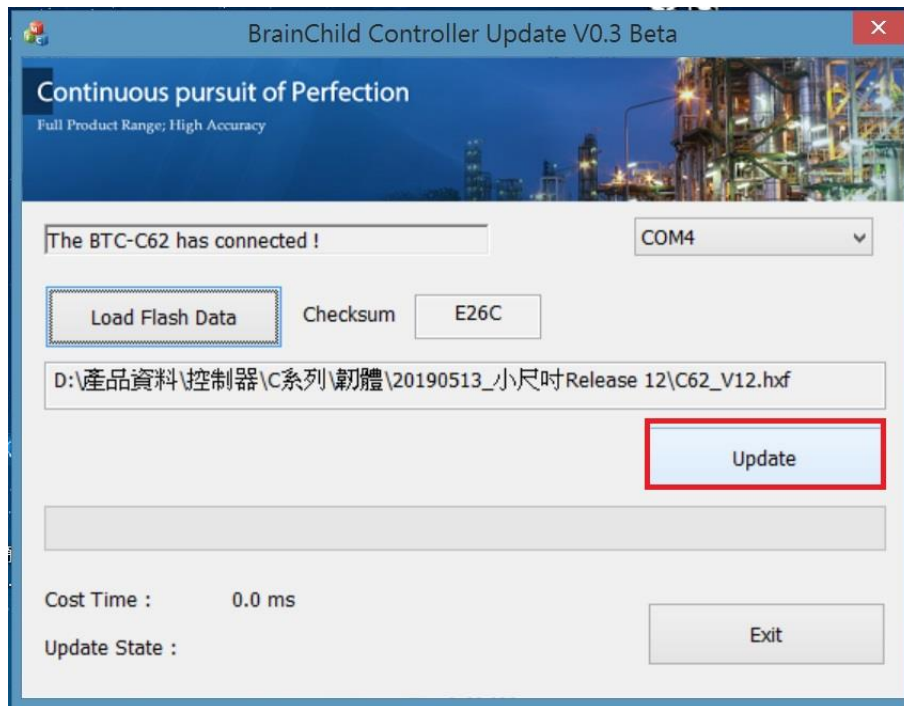 BrainChild Controller Update V0.3 Beta
Continuous pursuit of Perfection
Full Product Range; High Accuracy
The BTC-C62 has connected !
COM4
Load Flash Data
Checksum
E26C
D:\產品資料\控制器\C系列\韌體\20190513_小尺吋Release 12\C62_V12.hxf
Update
Cost Time :
0.0 ms
Exit
Update State :